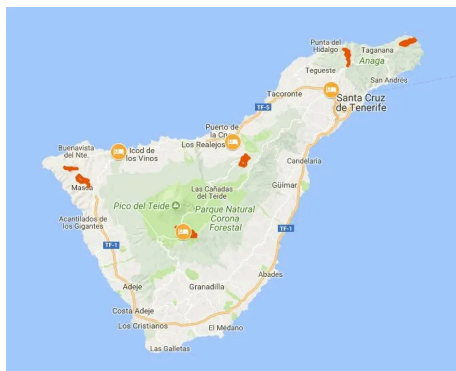 Punta del
Hidalgo
Taganana
Anaga
Tegueste
San Andrés
Tacoronte
Santa Cruz
de Tenerife
TF-5
Puerto de
la Cruz
Los Realejos
Buenavista
del Nte.
Icod de
los Vinos
Candelaria
Masca
Las Cañadas
del Teide
Güímar
Pico del Teide
Parque Natural
Corona
Forestal
Acantilados de
los Gigantes
TF-1
TF-1
Abades
Adeje
Granadilla
Costa Adeje
Los Cristianos
El Médano
Las Galletas